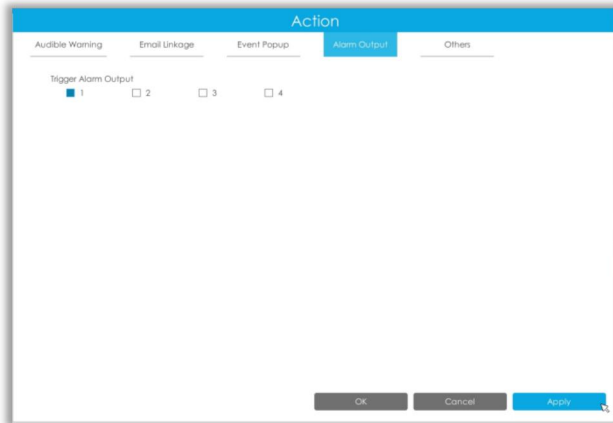 Action
Audible Warning Email Linkage Event Popup Alarm Output Others
Trigger Alarm Output
1 2 3 4
OK Cancel Apply